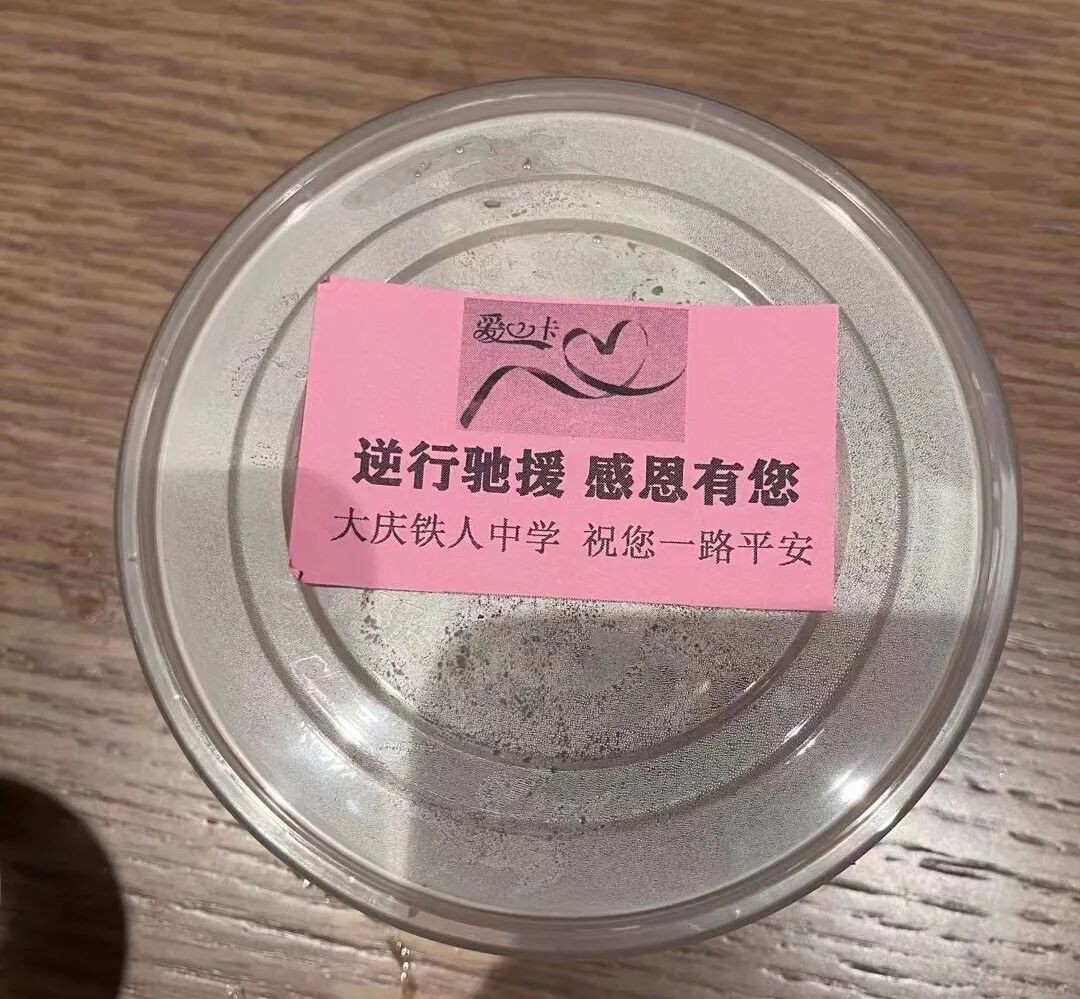 爱心卡
逆行驰援 感恩有您
大庆铁人中学 祝您一路平安